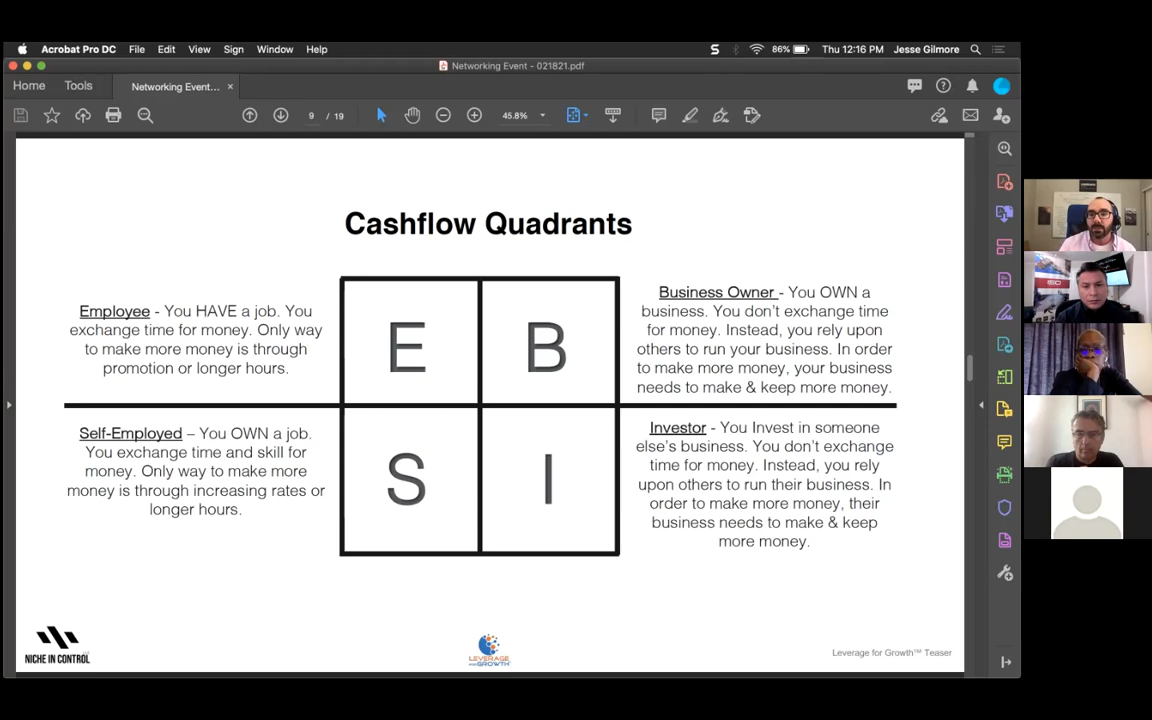 Acrobat Pro DC File Edit View Sign Window Help
S 86% Thu 12:16 PM Jesse Gilmore
Networking Event - 021821.pdf
Home Tools Networking Event... ×
9 / 19 45.8%
Cashflow Quadrants
Employee - You HAVE a job. You
exchange time for money. Only way
to make more money is through
promotion or longer hours.
E
B
Business Owner - You OWN a
business. You don't exchange time
for money. Instead, you rely upon
others to run your business. In order
to make more money, your business
needs to make & keep more money.
Self-Employed – You OWN a job.
You exchange time and skill for
money. Only way to make more
money is through increasing rates or
longer hours.
S
I
Investor - You Invest in someone
else's business. You don't exchange
time for money. Instead, you rely
upon others to run their business. In
order to make more money, their
business needs to make & keep
more money.
NICHE IN CONTROL
LEVERAGE
GROWTH
Leverage for Growth™ Teaser